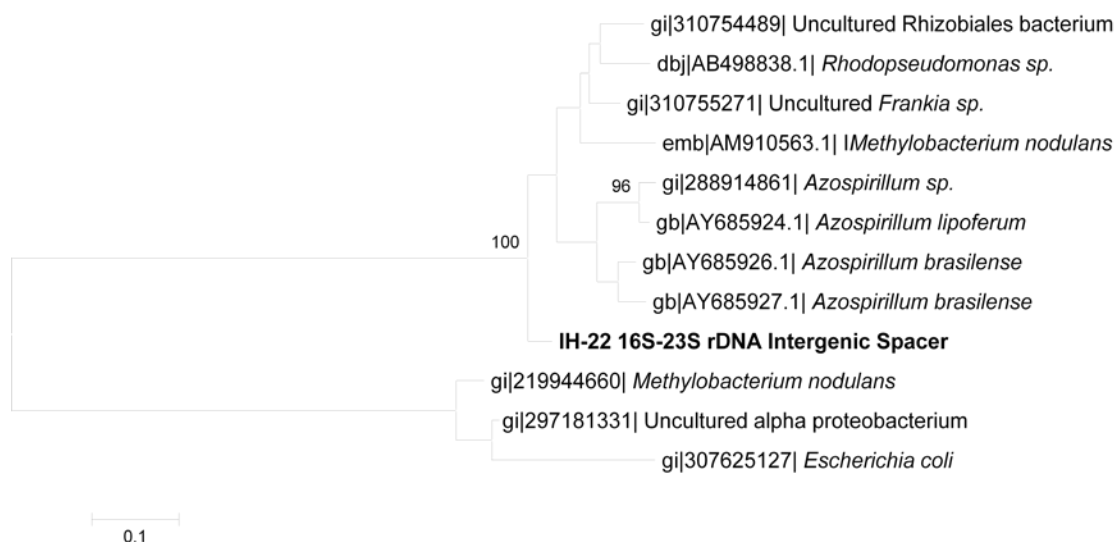 gi|310754489| Uncultured Rhizobiales bacterium
dbj|AB498838.1| Rhodopseudomonas sp.
gi|310755271| Uncultured Frankia sp.
emb|AM910563.1| IMethylobacterium nodulans
96
gi|288914861| Azospirillum sp.
gb|AY685924.1| Azospirillum lipoferum
100
gb|AY685926.1| Azospirillum brasilense
gb|AY685927.1| Azospirillum brasilense
IH-22 16S-23S rDNA Intergenic Spacer
gi|219944660| Methylobacterium nodulans
gi|297181331| Uncultured alpha proteobacterium
gi|307625127| Escherichia coli
0.1